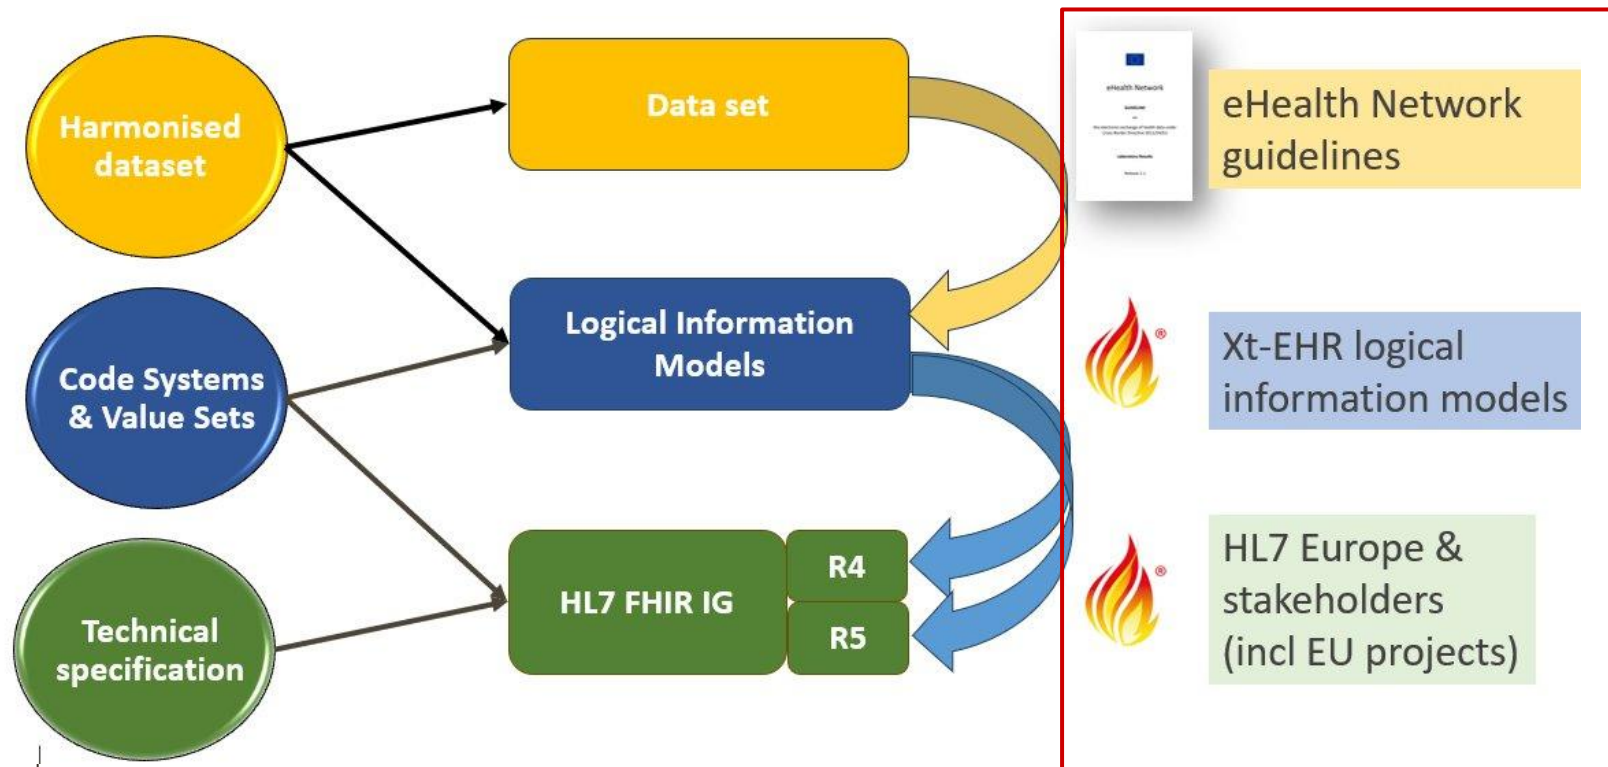 Harmonised
dataset
Data set
eHealth Network
eHealth Network
guidelines
Code Systems
& Value Sets
Logical Information
Models
®
Xt-EHR logical
information models
Technical
specification
HL7 FHIR IG
R4
R5
®
HL7 Europe &
stakeholders
(incl EU projects)